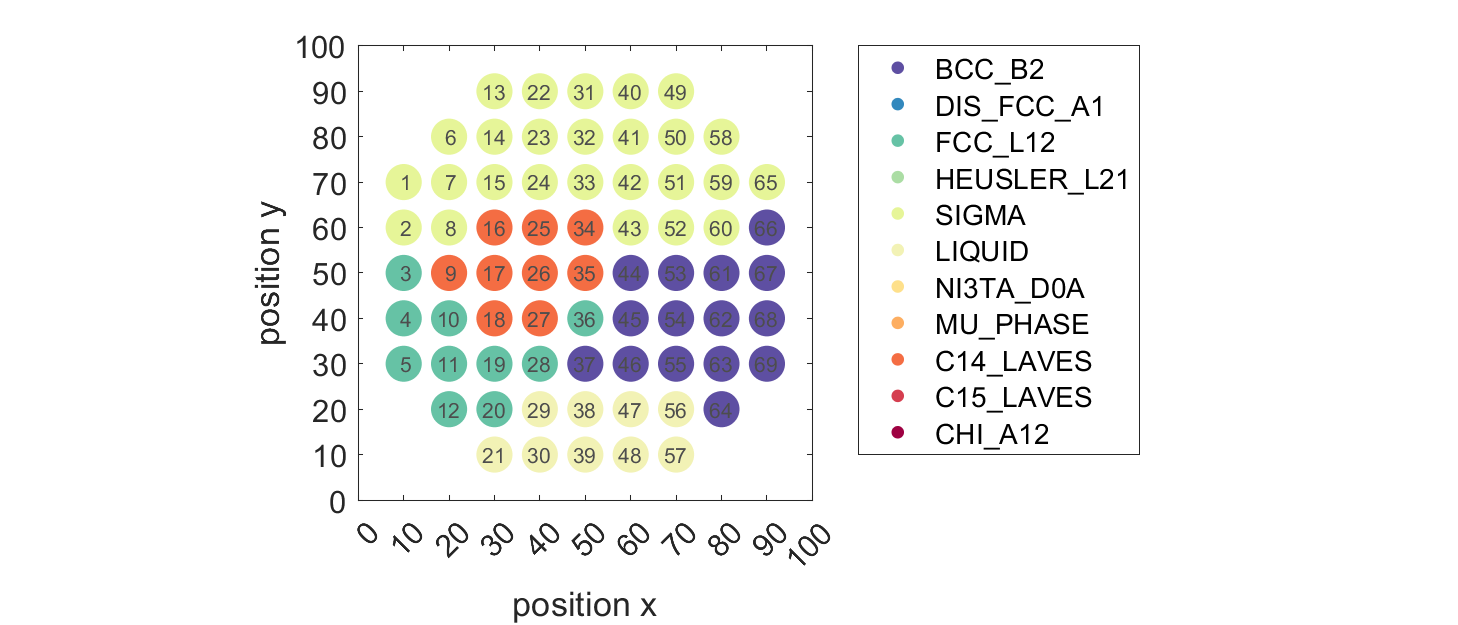 100
90
80
70
60
50
40
30
20
10
0
position y
13 22 31 40 49
6 14 23 32 41 50 58
1 7 15 24 33 42 51 59 65
2 8 16 25 34 43 52 60 66
3 9 17 26 35 44 53 61 67
4 10 18 27 36 45 54 62 68
5 11 19 28 37 46 55 63 69
12 20 29 38 47 56 64
21 30 39 48 57
0 10 20 30 40 50 60 70 80 90 100
position x
BCC_B2
DIS_FCC_A1
FCC_L12
HEUSLER_L21
SIGMA
LIQUID
NI3TA_D0A
MU_PHASE
C14_LAVES
C15_LAVES
CHI_A12